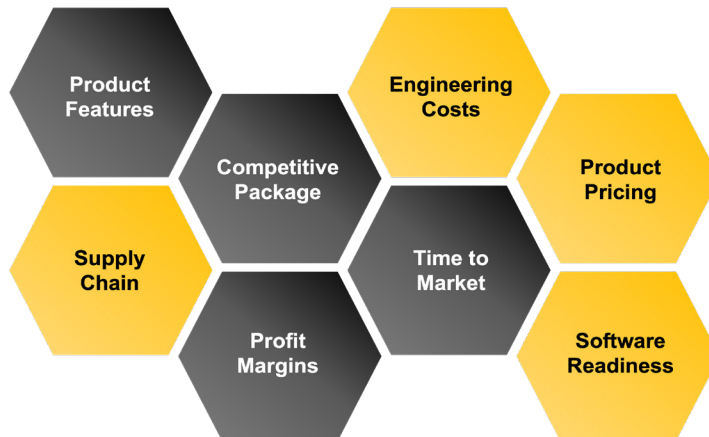 Product
Features
Engineering
Costs
Competitive
Package
Product
Pricing
Supply
Chain
Time to
Market
Profit
Margins
Software
Readiness